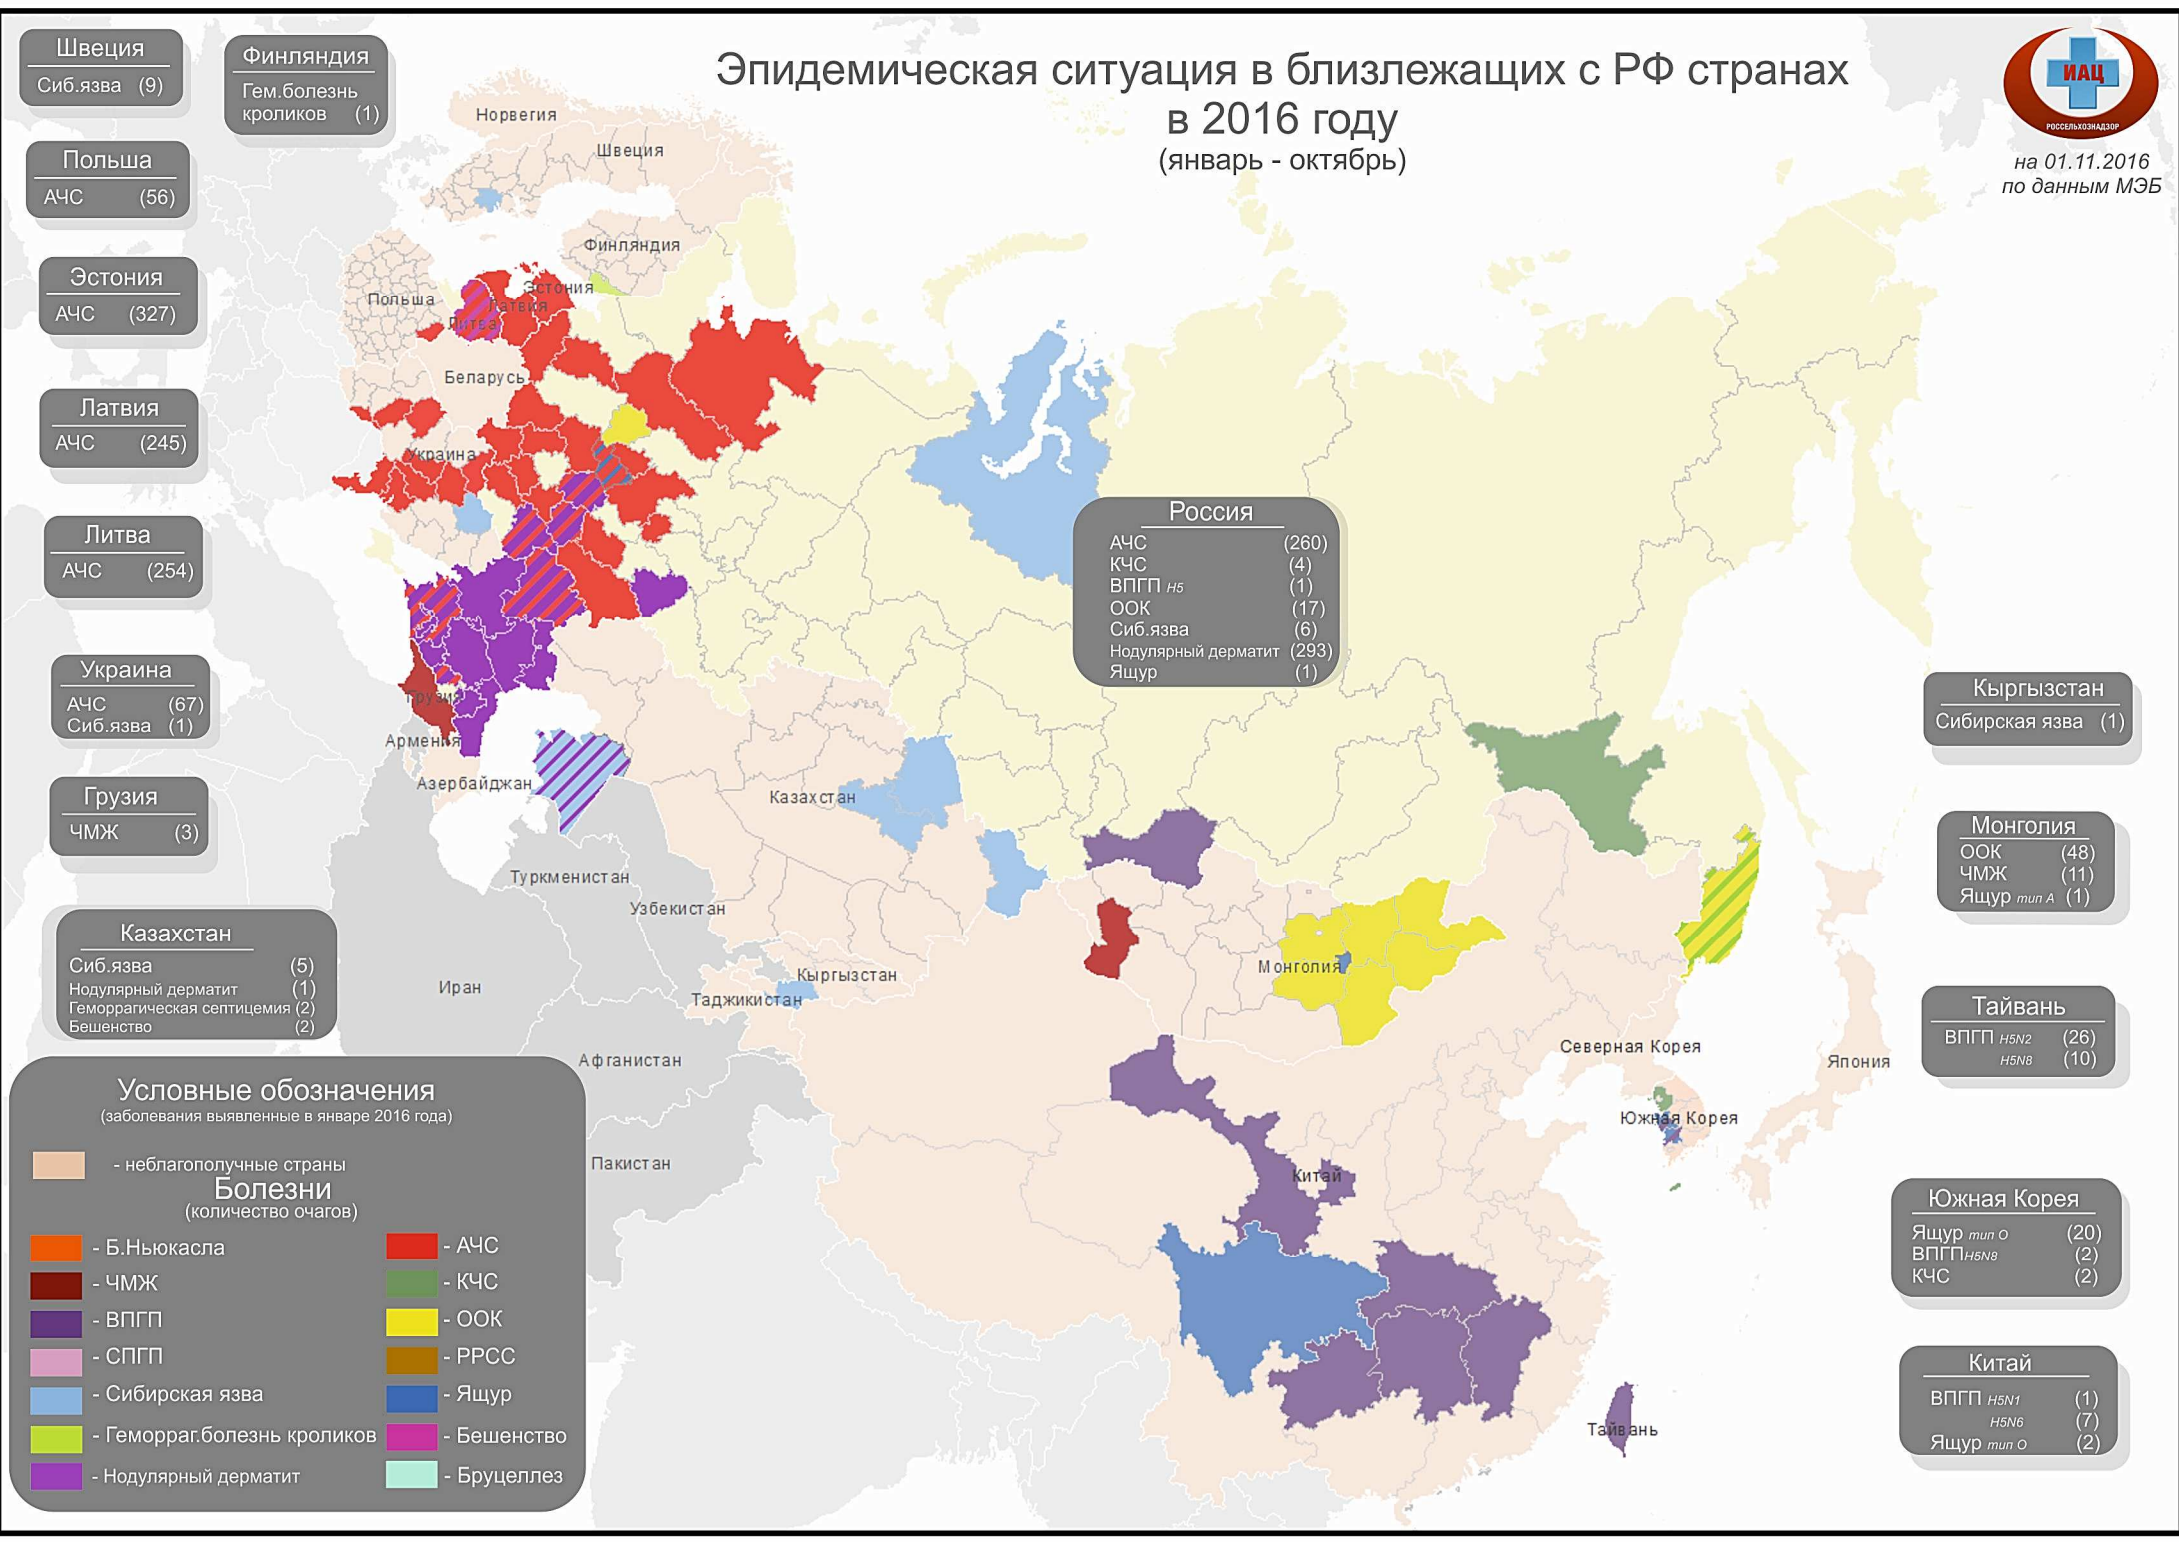 Эпидемическая ситуация в близлежащих с РФ странах
в 2016 году
(январь - октябрь)
ИАЦ
РОССЕЛЬХОЗНАДЗОР
на 01.11.2016
по данным МЭБ
Швеция
Сиб.язва (9)
Финляндия
Гем.болезнь
кроликов (1)
Польша
АЧС (56)
Эстония
АЧС (327)
Латвия
АЧС (245)
Литва
АЧС (254)
Украина
АЧС (67)
Сиб.язва (1)
Грузия
ЧМЖ (3)
Казахстан
Сиб.язва (5)
Нодулярный дерматит (1)
Геморрагическая септицемия (2)
Бешенство (2)
Норвегия
Швеция
Финляндия
Эстония
Латвия
Литва
Польша
Беларусь
Украина
Грузия
Армения
Азербайджан
Казахстан
Туркменистан
Узбекистан
Кыргызстан
Таджикистан
Иран
Афганистан
Пакистан
Монголия
Китай
Северная Корея
Южная Корея
Япония
Тайвань
Россия
АЧС (260)
КЧС (4)
ВПГП H5 (1)
ООК (17)
Сиб.язва (6)
Нодулярный дерматит (293)
Ящур (1)
Кыргызстан
Сибирская язва (1)
Монголия
ООК (48)
ЧМЖ (11)
Ящур тип А (1)
Тайвань
ВПГП H5N2 (26)
H5N8 (10)
Южная Корея
Ящур тип О (20)
ВПГПH5N8 (2)
КЧС (2)
Китай
ВПГП H5N1 (1)
H5N6 (7)
Ящур тип О (2)
Условные обозначения
(заболевания выявленные в январе 2016 года)
- неблагополучные страны
Болезни
(количество очагов)
- Б.Ньюкасла
- ЧМЖ
- ВПГП
- СПГП
- Сибирская язва
- Геморраг.болезнь кроликов
- Нодулярный дерматит
- АЧС
- КЧС
- ООК
- РРСС
- Ящур
- Бешенство
- Бруцеллез